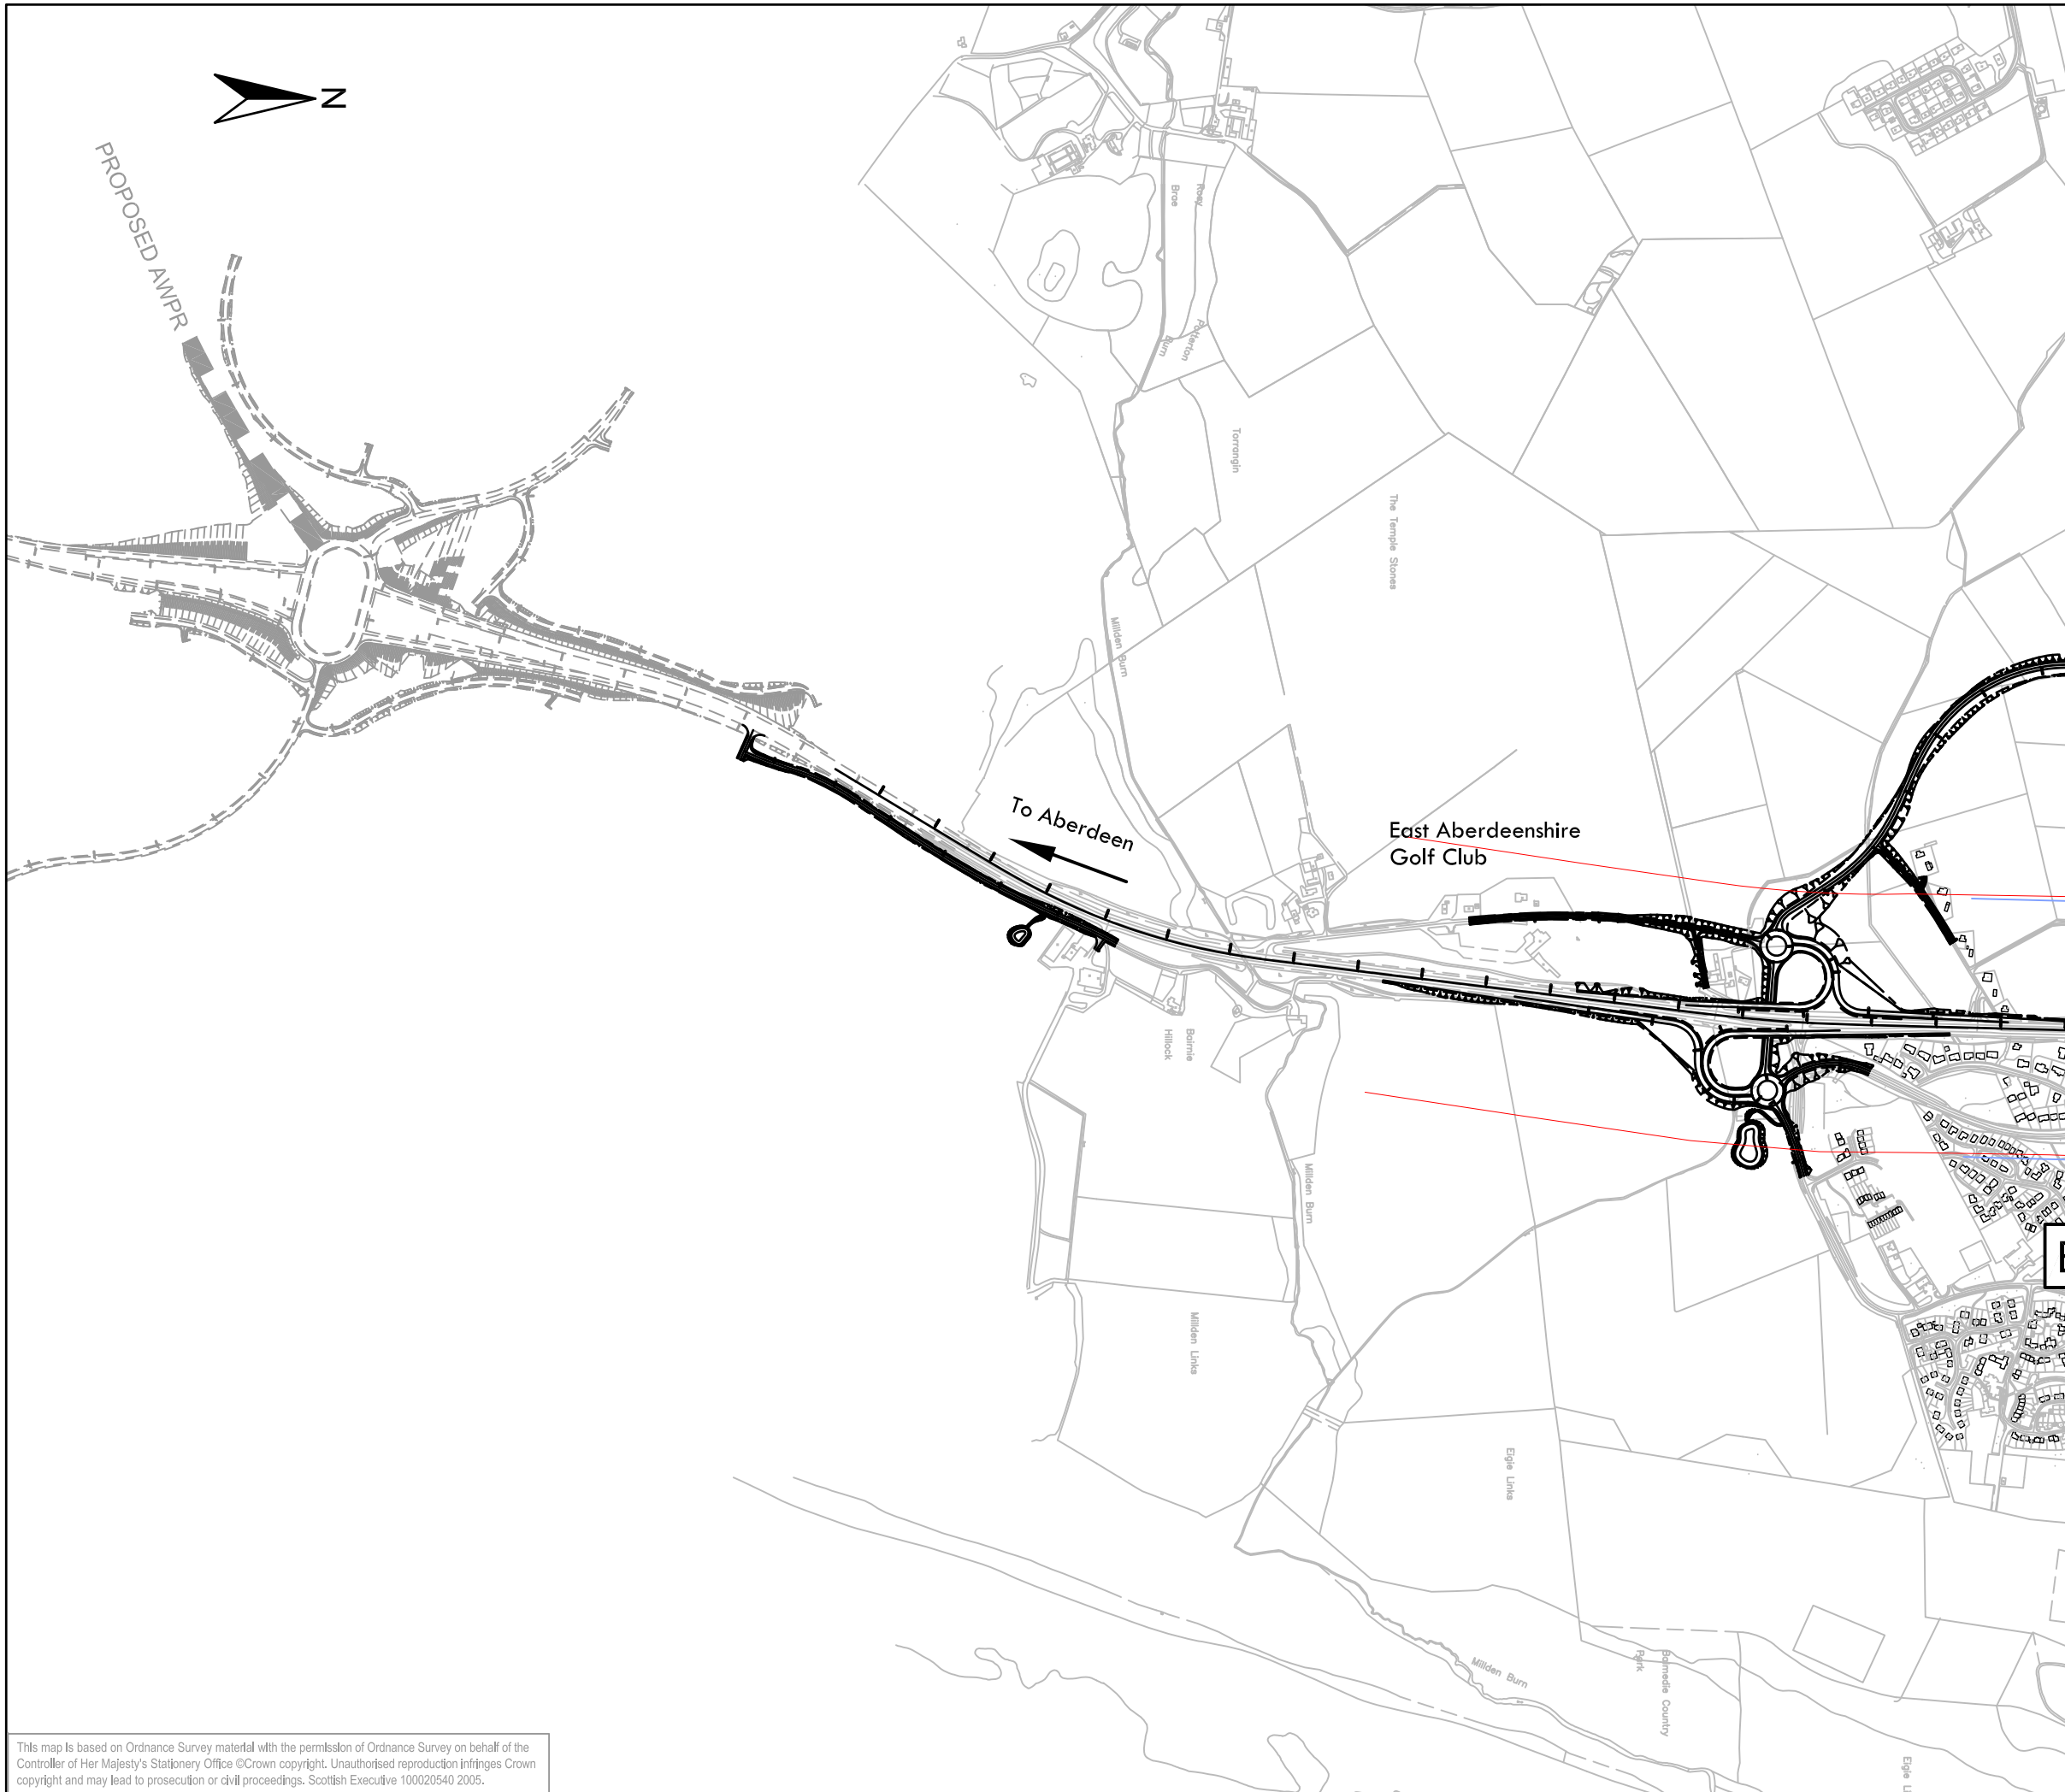 N
PROPOSED AWPR
Rosy
Brae
Potterton
Burn
Torrangin
The Temple Stones
Millden Burn
To Aberdeen
East Aberdeenshire
Golf Club
Bairnie
Hillock
Millden Burn
Millden Links
Eigie Links
Millden Burn
Balmedie Country
Park
This map is based on Ordnance Survey material with the permission of Ordnance Survey on behalf of the
Controller of Her Majesty's Stationery Office ©Crown copyright. Unauthorised reproduction infringes Crown
copyright and may lead to prosecution or civil proceedings. Scottish Executive 100020540 2005.
Eigie